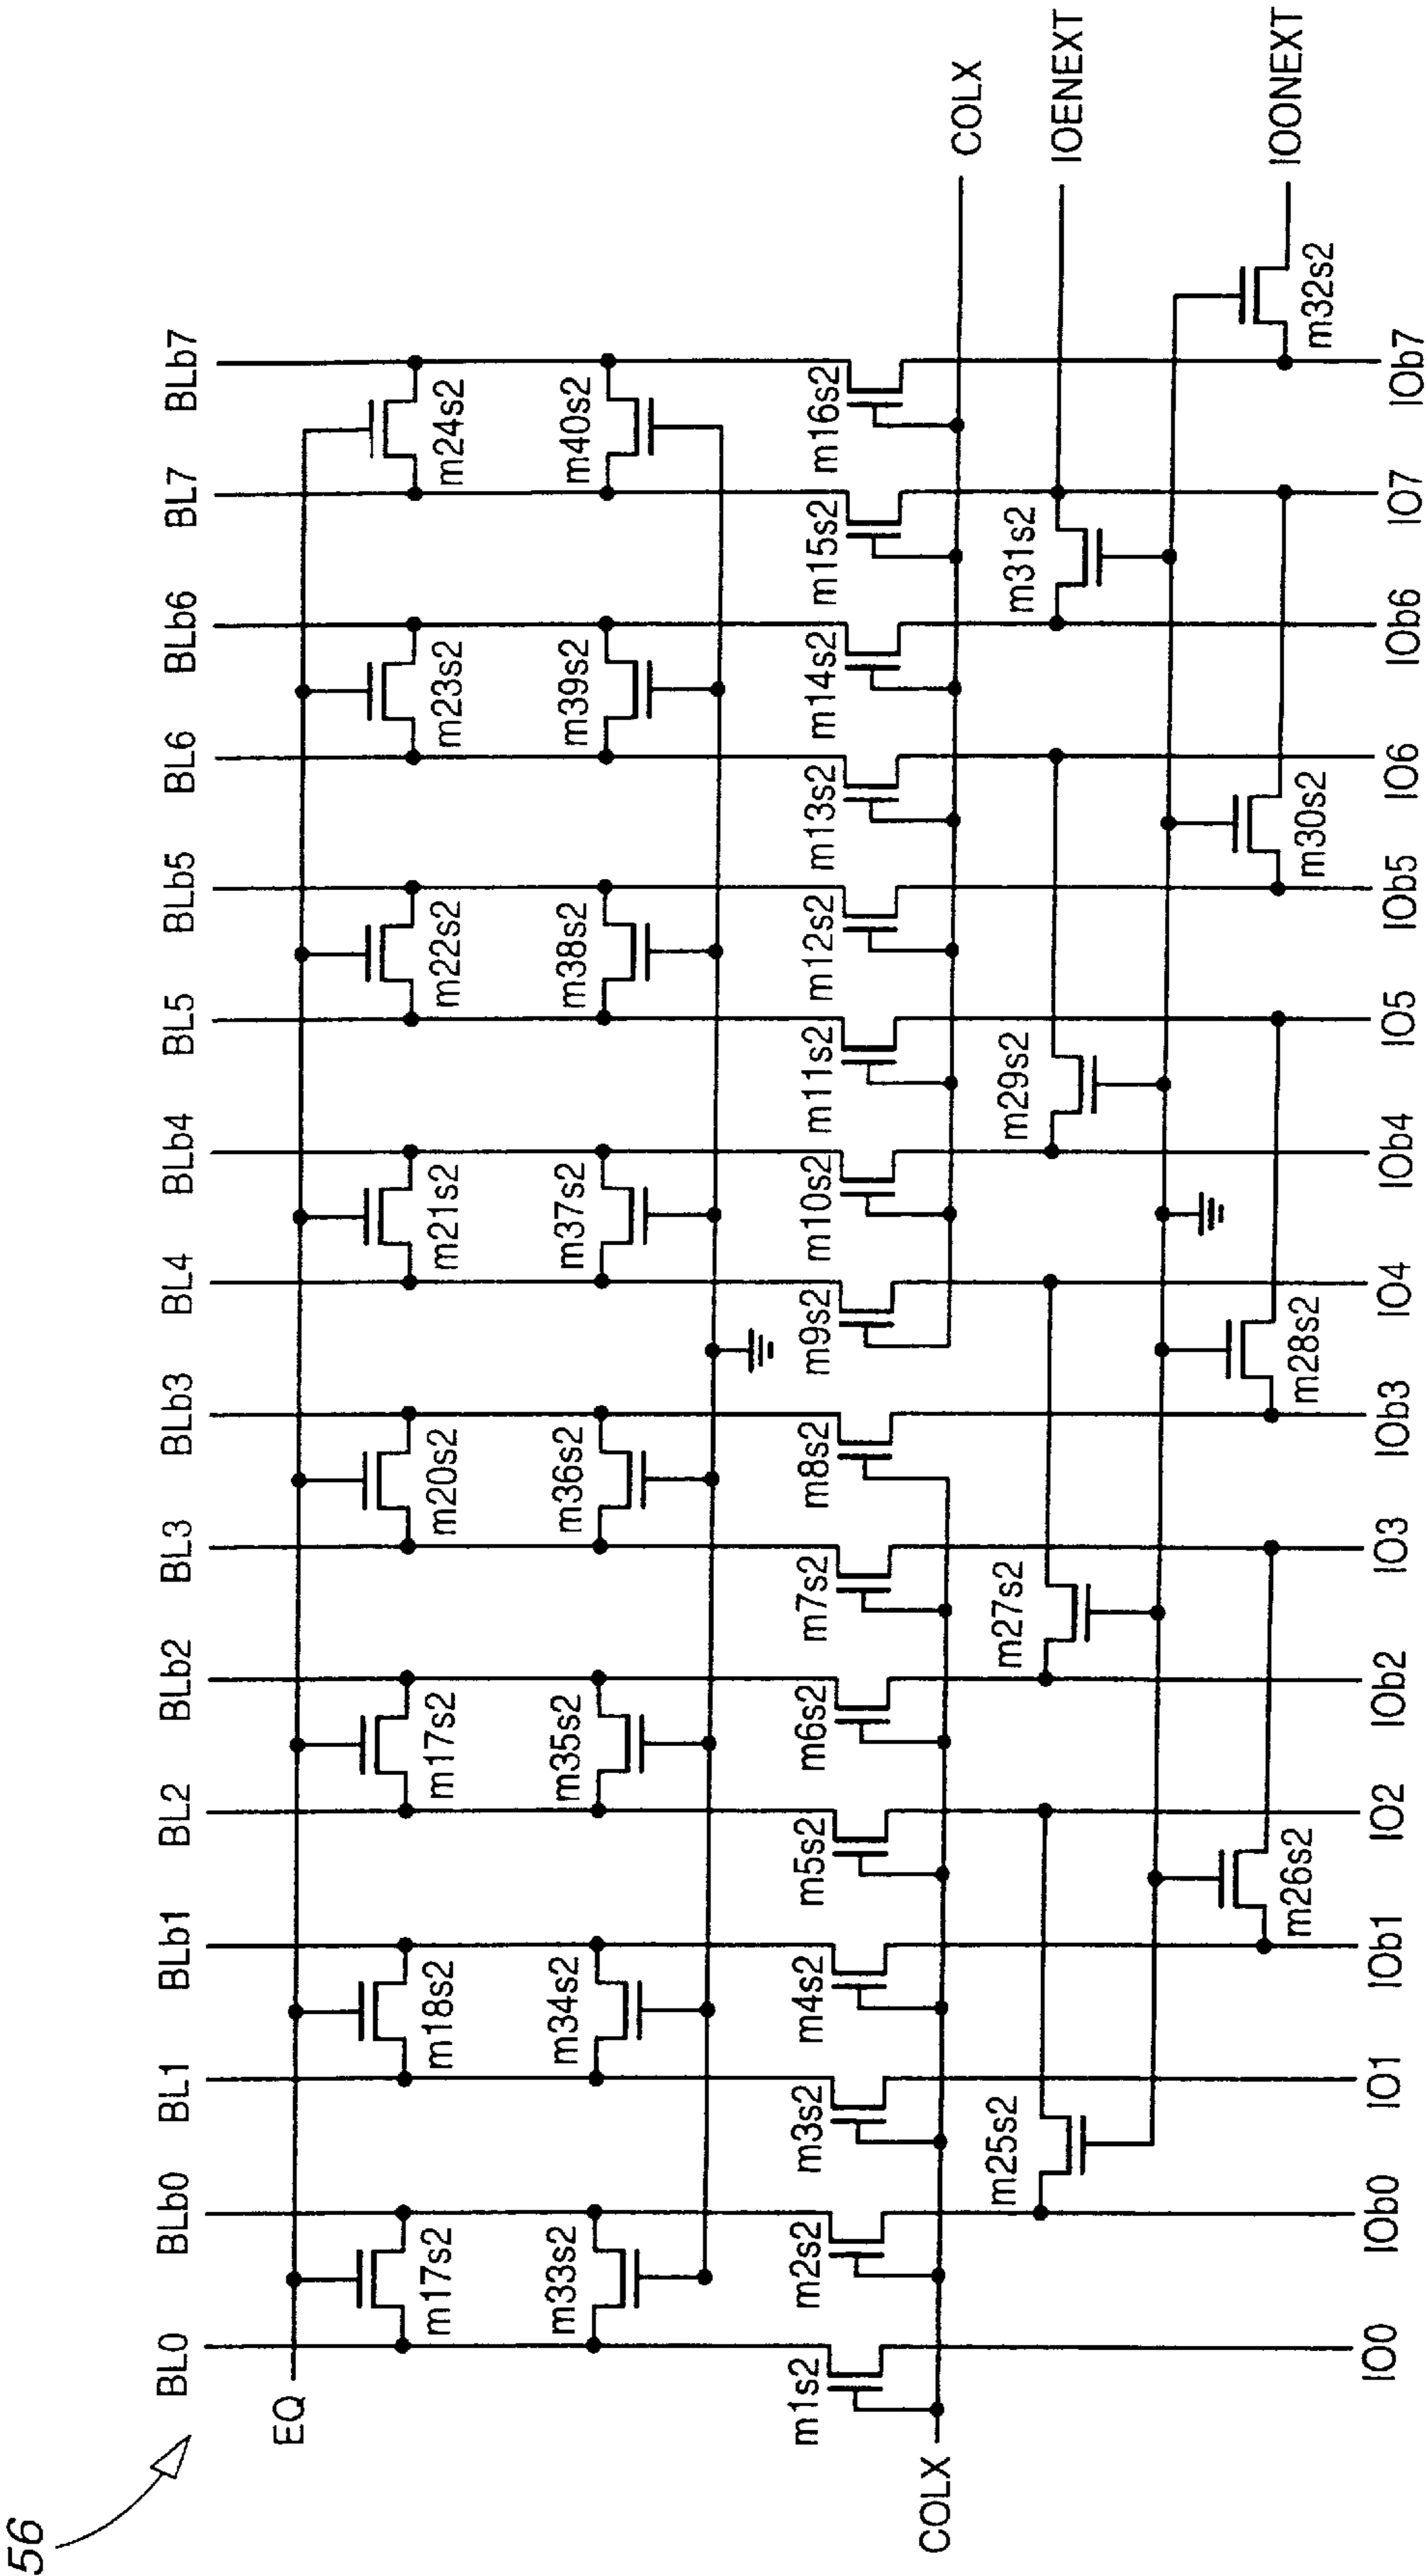 56
BL0 BLb0 BL1 BLb1 BL2 BLb2 BL3 BLb3 BL4 BLb4 BL5 BLb5 BL6 BLb6 BL7 BLb7
EQ
m17s2 m18s2 m17s2 m20s2 m21s2 m22s2 m23s2 m24s2
m33s2 m34s2 m35s2 m36s2 m37s2 m38s2 m39s2 m40s2
m1s2 m2s2 m3s2 m4s2 m5s2 m6s2 m7s2 m8s2 m9s2 m10s2 m11s2 m12s2 m13s2 m14s2 m15s2 m16s2
COLX COLX
m25s2 m27s2 m29s2 m31s2 IOENEXT
m26s2 m28s2 m30s2 m32s2 IOONEXT
IO0 IOb0 IO1 IOb1 IO2 IOb2 IO3 IOb3 IO4 IOb4 IO5 IOb5 IO6 IOb6 IO7 IOb7